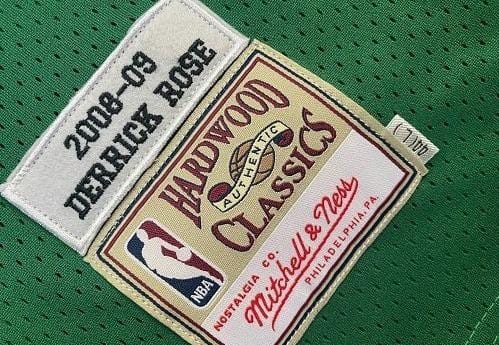 2008-09
DERRICK ROSE
HARDWOOD
AUTHENTIC
CLASSICS
NBA
NOSTALGIA CO.
Mitchell & Ness
PHILADELPHIA, PA.